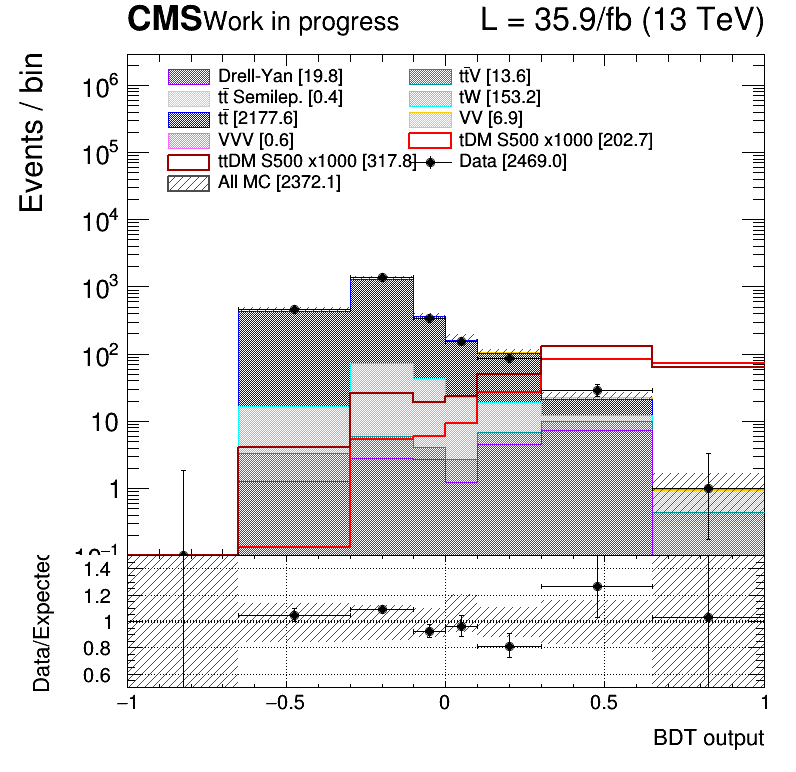 CMS Work in progress L = 35.9/fb (13 TeV)
Events / bin
Drell-Yan [19.8] tt̄V [13.6]
tt̄ Semilep. [0.4] tW [153.2]
tt̄ [2177.6] VV [6.9]
VVV [0.6] tDM S500 x1000 [202.7]
ttDM S500 x1000 [317.8] Data [2469.0]
All MC [2372.1]
10⁶
10⁵
10⁴
10³
10²
10
1
10⁻¹
Data/Expected
1.4
1.2
1
0.8
0.6
−1 −0.5 0 0.5 1
BDT output